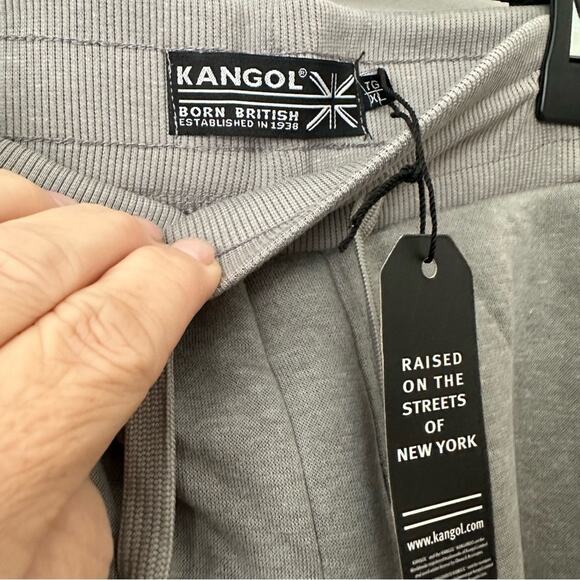 KANGOL®
BORN BRITISH
ESTABLISHED IN 1938
TG
XL
RAISED
ON THE
STREETS
OF
NEW YORK
www.kangol.com